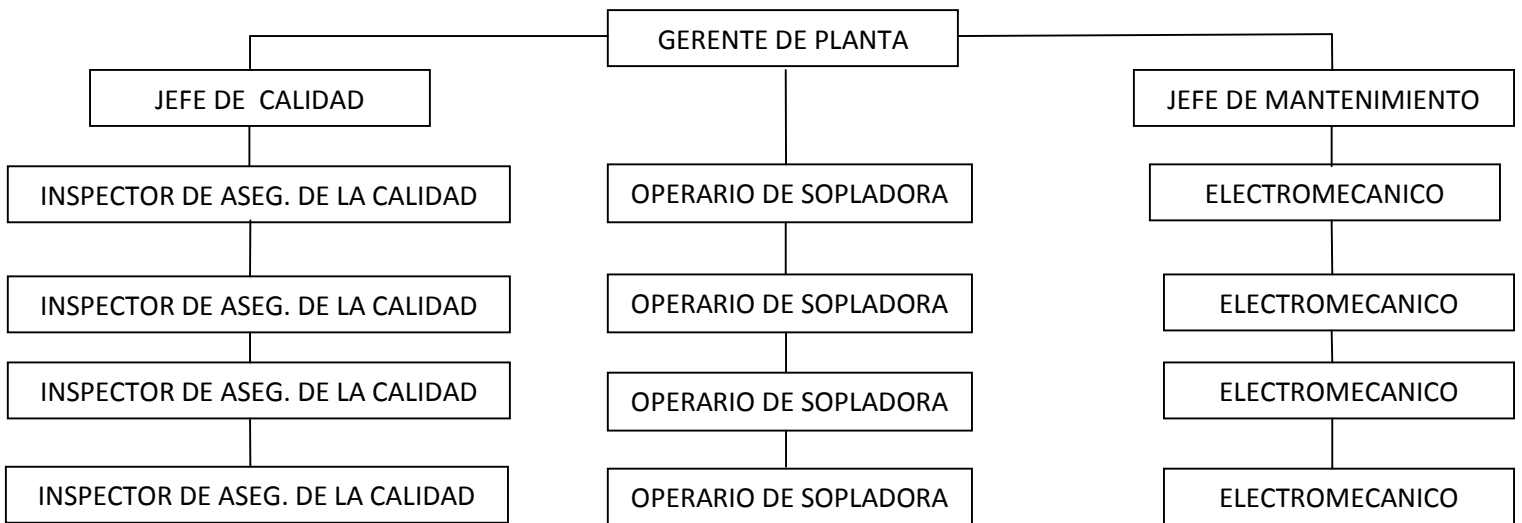 GERENTE DE PLANTA
JEFE DE CALIDAD
JEFE DE MANTENIMIENTO
INSPECTOR DE ASEG. DE LA CALIDAD
OPERARIO DE SOPLADORA
ELECTROMECANICO
INSPECTOR DE ASEG. DE LA CALIDAD
OPERARIO DE SOPLADORA
ELECTROMECANICO
INSPECTOR DE ASEG. DE LA CALIDAD
OPERARIO DE SOPLADORA
ELECTROMECANICO
INSPECTOR DE ASEG. DE LA CALIDAD
OPERARIO DE SOPLADORA
ELECTROMECANICO